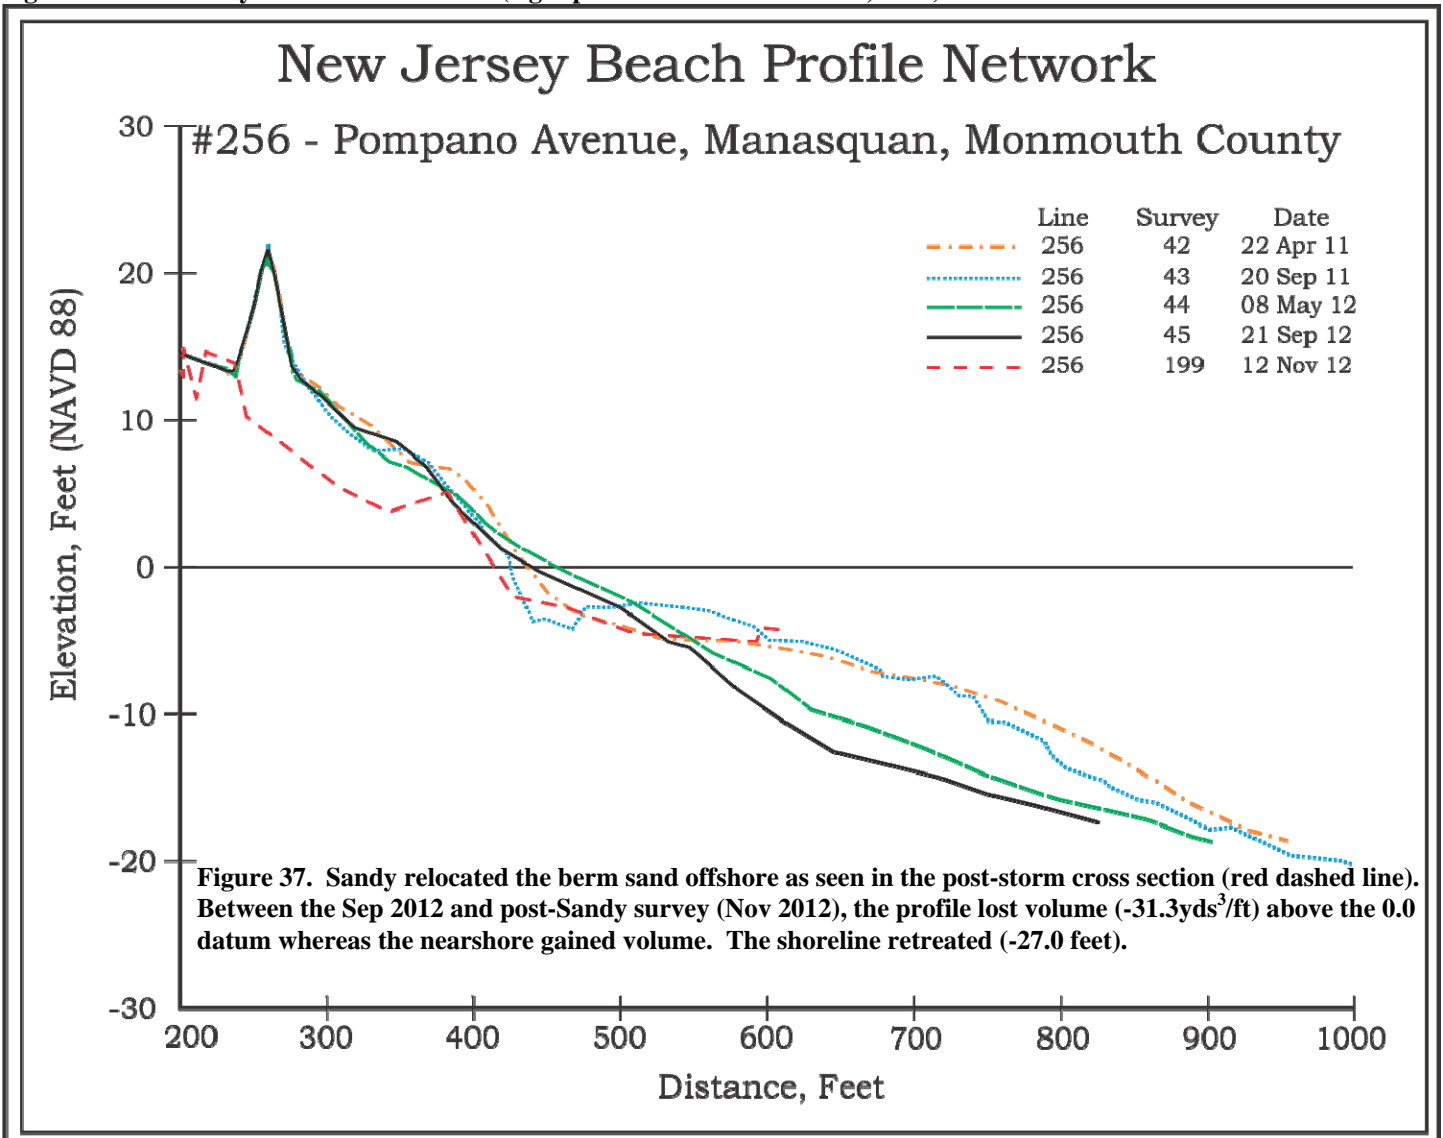 New Jersey Beach Profile Network
#256 - Pompano Avenue, Manasquan, Monmouth County
Line Survey Date
256 42 22 Apr 11
256 43 20 Sep 11
256 44 08 May 12
256 45 21 Sep 12
256 199 12 Nov 12
Elevation, Feet (NAVD 88)
30
20
10
0
-10
-20
-30
Figure 37. Sandy relocated the berm sand offshore as seen in the post-storm cross section (red dashed line).
Between the Sep 2012 and post-Sandy survey (Nov 2012), the profile lost volume (-31.3yds³/ft) above the 0.0
datum whereas the nearshore gained volume. The shoreline retreated (-27.0 feet).
200 300 400 500 600 700 800 900 1000
Distance, Feet